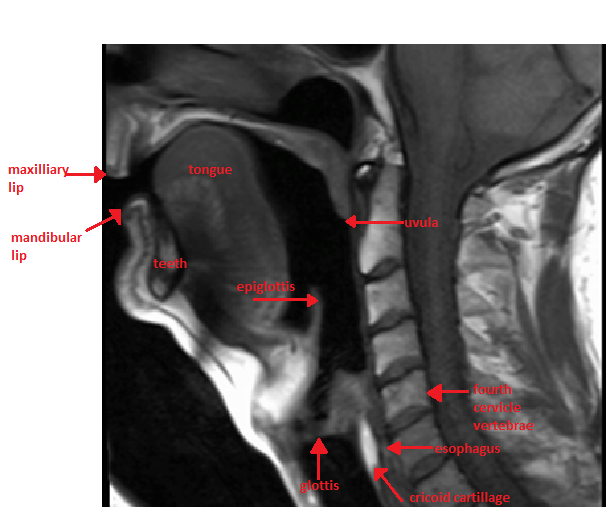 tongue
maxilliary
lip
mandibular
lip
uvula
teeth
epiglottis
fourth
cervicle
vertebrae
esophagus
glottis
cricoid cartillage